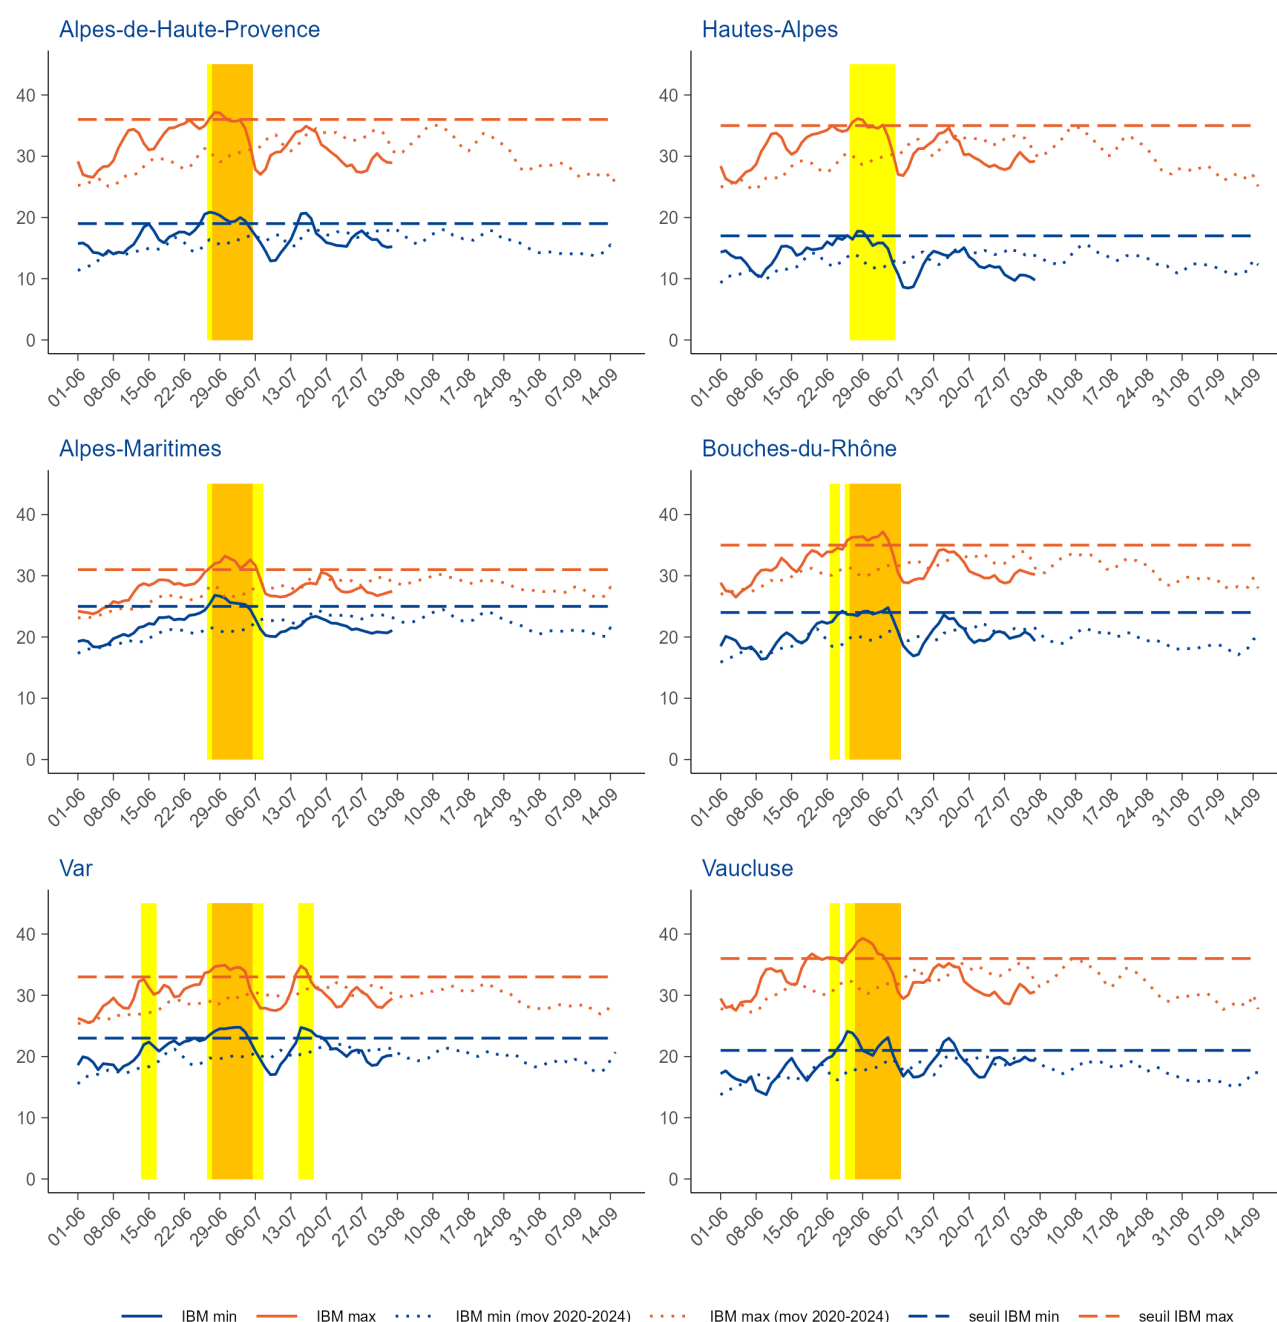 Alpes-de-Haute-Provence
Hautes-Alpes
40
30
20
10
0
01-06 08-06 15-06 22-06 29-06 06-07 13-07 20-07 27-07 03-08 10-08 17-08 24-08 31-08 07-09 14-09
40
30
20
10
0
01-06 08-06 15-06 22-06 29-06 06-07 13-07 20-07 27-07 03-08 10-08 17-08 24-08 31-08 07-09 14-09
Alpes-Maritimes
Bouches-du-Rhône
40
30
20
10
0
01-06 08-06 15-06 22-06 29-06 06-07 13-07 20-07 27-07 03-08 10-08 17-08 24-08 31-08 07-09 14-09
40
30
20
10
0
01-06 08-06 15-06 22-06 29-06 06-07 13-07 20-07 27-07 03-08 10-08 17-08 24-08 31-08 07-09 14-09
Var
Vaucluse
40
30
20
10
0
01-06 08-06 15-06 22-06 29-06 06-07 13-07 20-07 27-07 03-08 10-08 17-08 24-08 31-08 07-09 14-09
40
30
20
10
0
01-06 08-06 15-06 22-06 29-06 06-07 13-07 20-07 27-07 03-08 10-08 17-08 24-08 31-08 07-09 14-09
IBM min IBM max IBM min (moy 2020-2024) IBM max (moy 2020-2024) seuil IBM min seuil IBM max